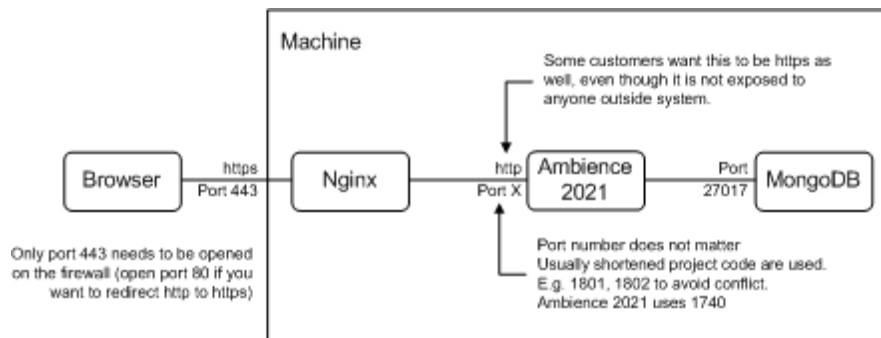 Machine
Some customers want this to be https as
well, even though it is not exposed to
anyone outside system.
Browser
https
Port 443
Nginx
http
Port X
Ambience
2021
Port
27017
MongoDB
Only port 443 needs to be opened
on the firewall (open port 80 if you
want to redirect http to https)
Port number does not matter
Usually shortened project code are used.
E.g. 1801, 1802 to avoid conflict.
Ambience 2021 uses 1740